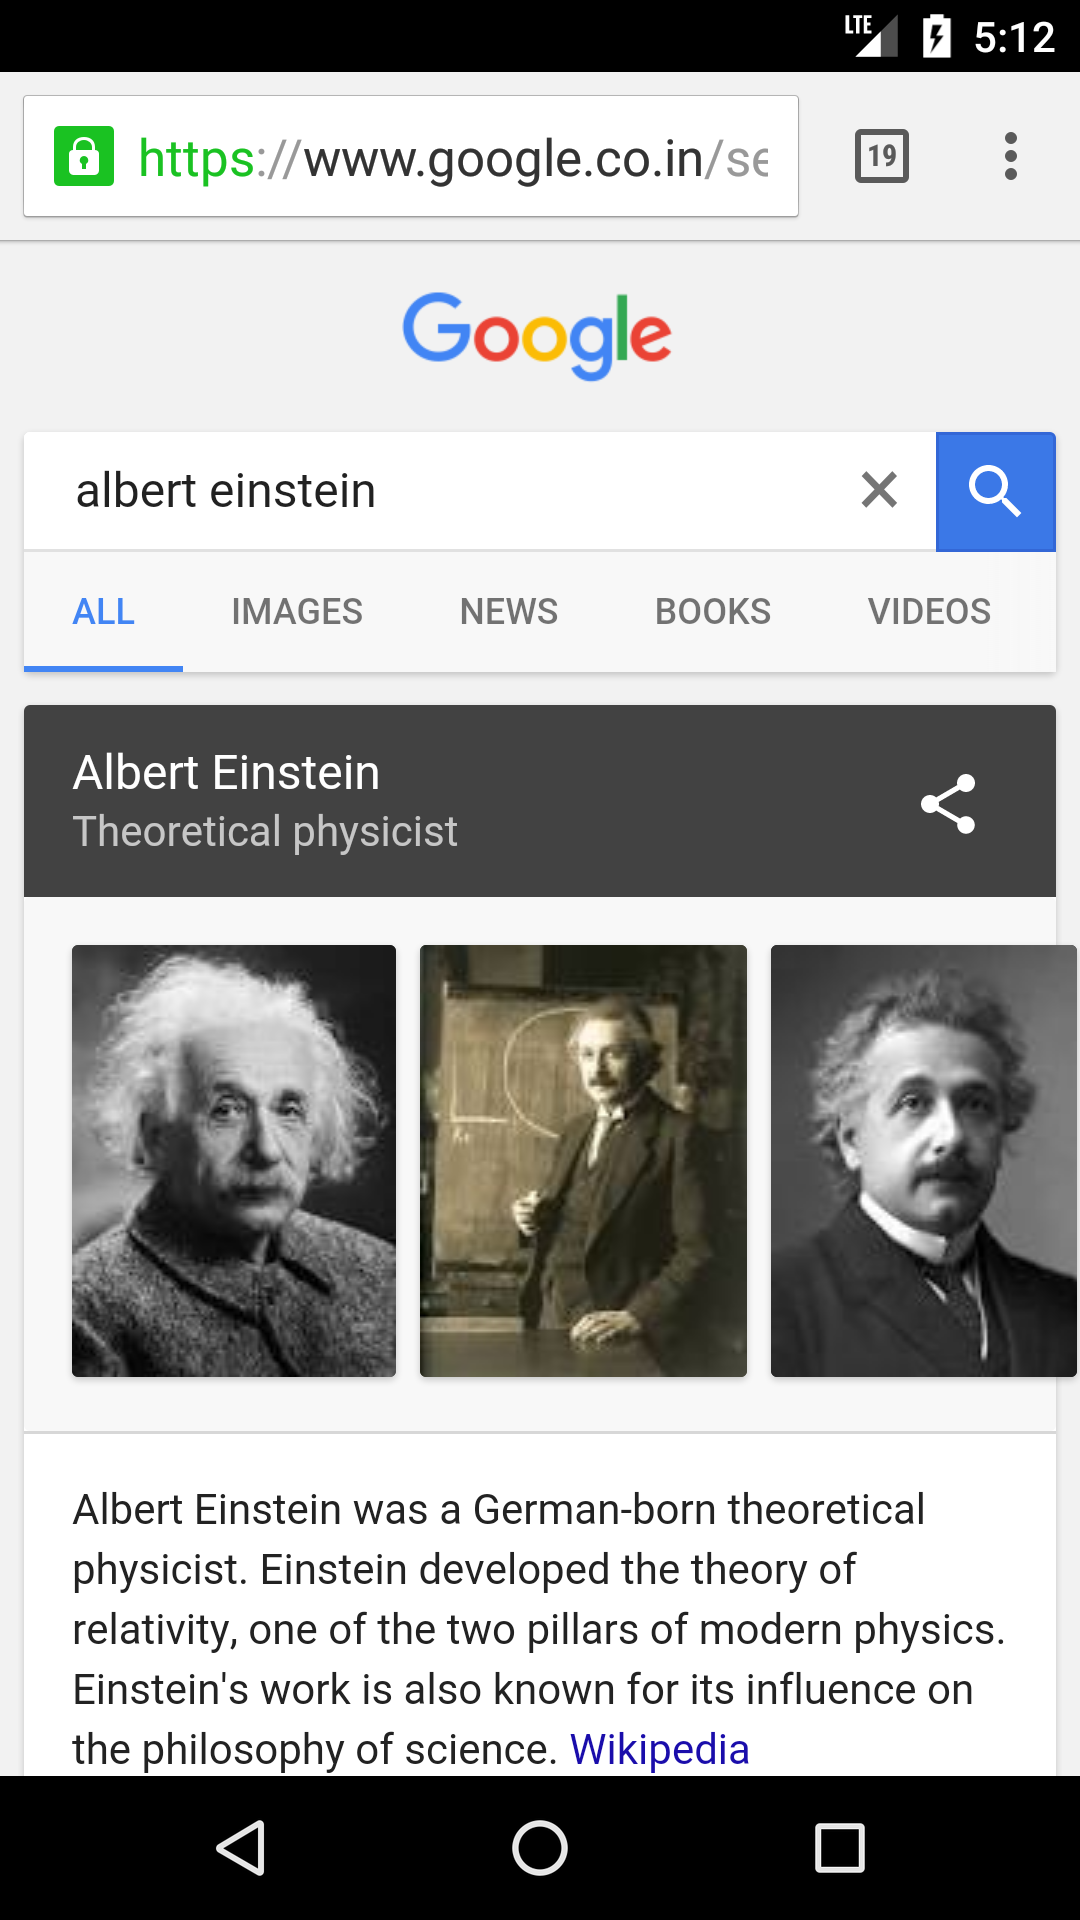 LTE 5:12
https://www.google.co.in/se
19
Google
albert einstein
ALL IMAGES NEWS BOOKS VIDEOS
Albert Einstein
Theoretical physicist
Albert Einstein was a German-born theoretical
physicist. Einstein developed the theory of
relativity, one of the two pillars of modern physics.
Einstein's work is also known for its influence on
the philosophy of science. Wikipedia